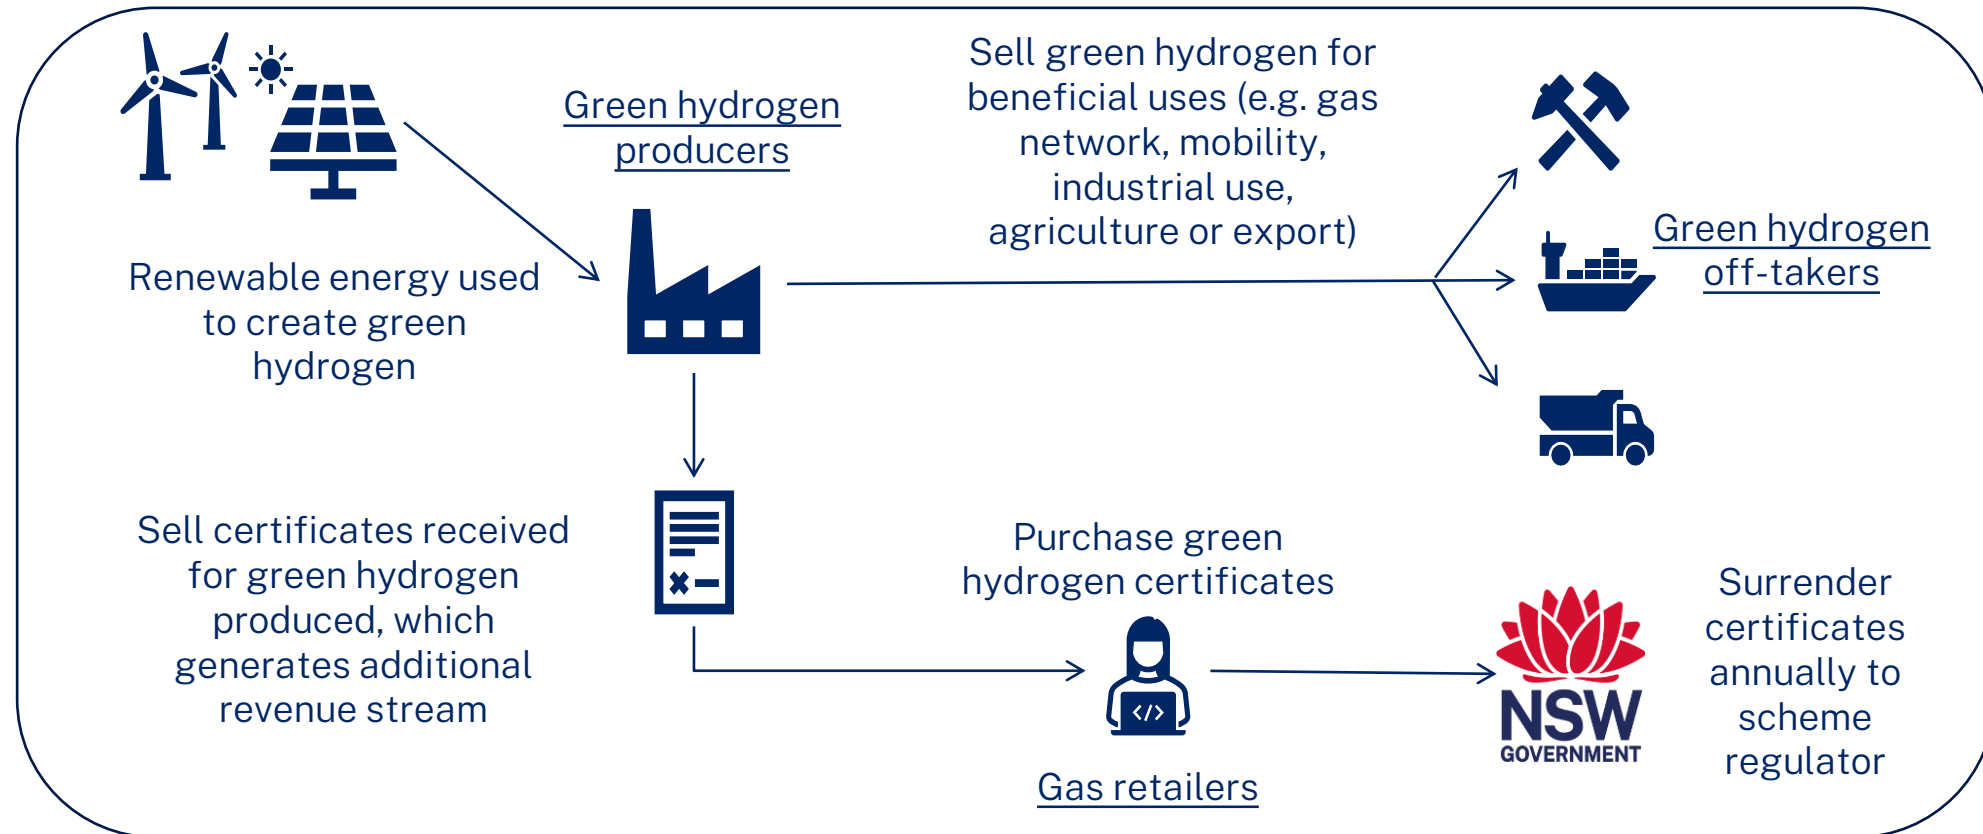 Green hydrogen
producers
Sell green hydrogen for
beneficial uses (e.g. gas
network, mobility,
industrial use,
agriculture or export)
Green hydrogen
off-takers
Renewable energy used
to create green
hydrogen
Sell certificates received
for green hydrogen
produced, which
generates additional
revenue stream
Purchase green
hydrogen certificates
</>
Gas retailers
NSW
GOVERNMENT
Surrender
certificates
annually to
scheme
regulator